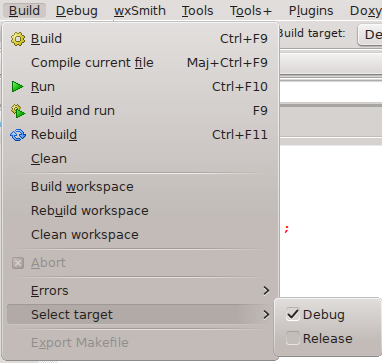 Build Debug wxSmith Tools Tools+ Plugins Doxy
Build target: De
Build Ctrl+F9
Compile current file Maj+Ctrl+F9
Run Ctrl+F10
Build and run F9
Rebuild Ctrl+F11
Clean
Build workspace
Rebuild workspace
Clean workspace
;
Abort
Errors
Select target
Debug
Release
Export Makefile